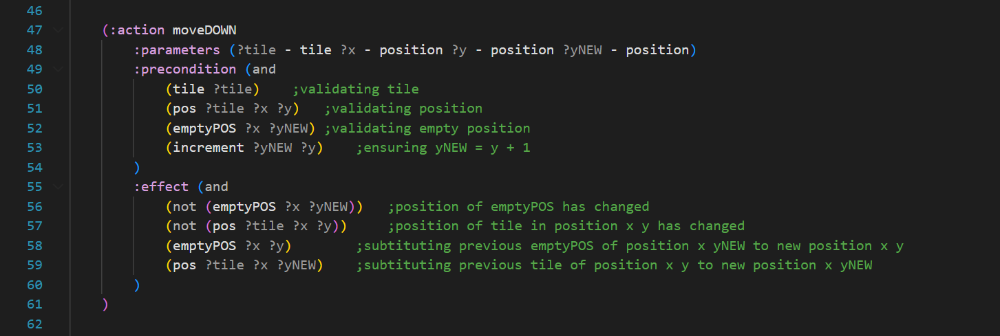 46
47 (:action moveDOWN
48 :parameters (?tile - tile ?x - position ?y - position ?yNEW - position)
49 :precondition (and
50 (tile ?tile) ;validating tile
51 (pos ?tile ?x ?y) ;validating position
52 (emptyPOS ?x ?yNEW) ;validating empty position
53 (increment ?yNEW ?y) ;ensuring yNEW = y + 1
54 )
55 :effect (and
56 (not (emptyPOS ?x ?yNEW)) ;position of emptyPOS has changed
57 (not (pos ?tile ?x ?y)) ;position of tile in position x y has changed
58 (emptyPOS ?x ?y) ;subtituting previous emptyPOS of position x yNEW to new position x y
59 (pos ?tile ?x ?yNEW) ;subtituting previous tile of position x y to new position x yNEW
60 )
61 )
62